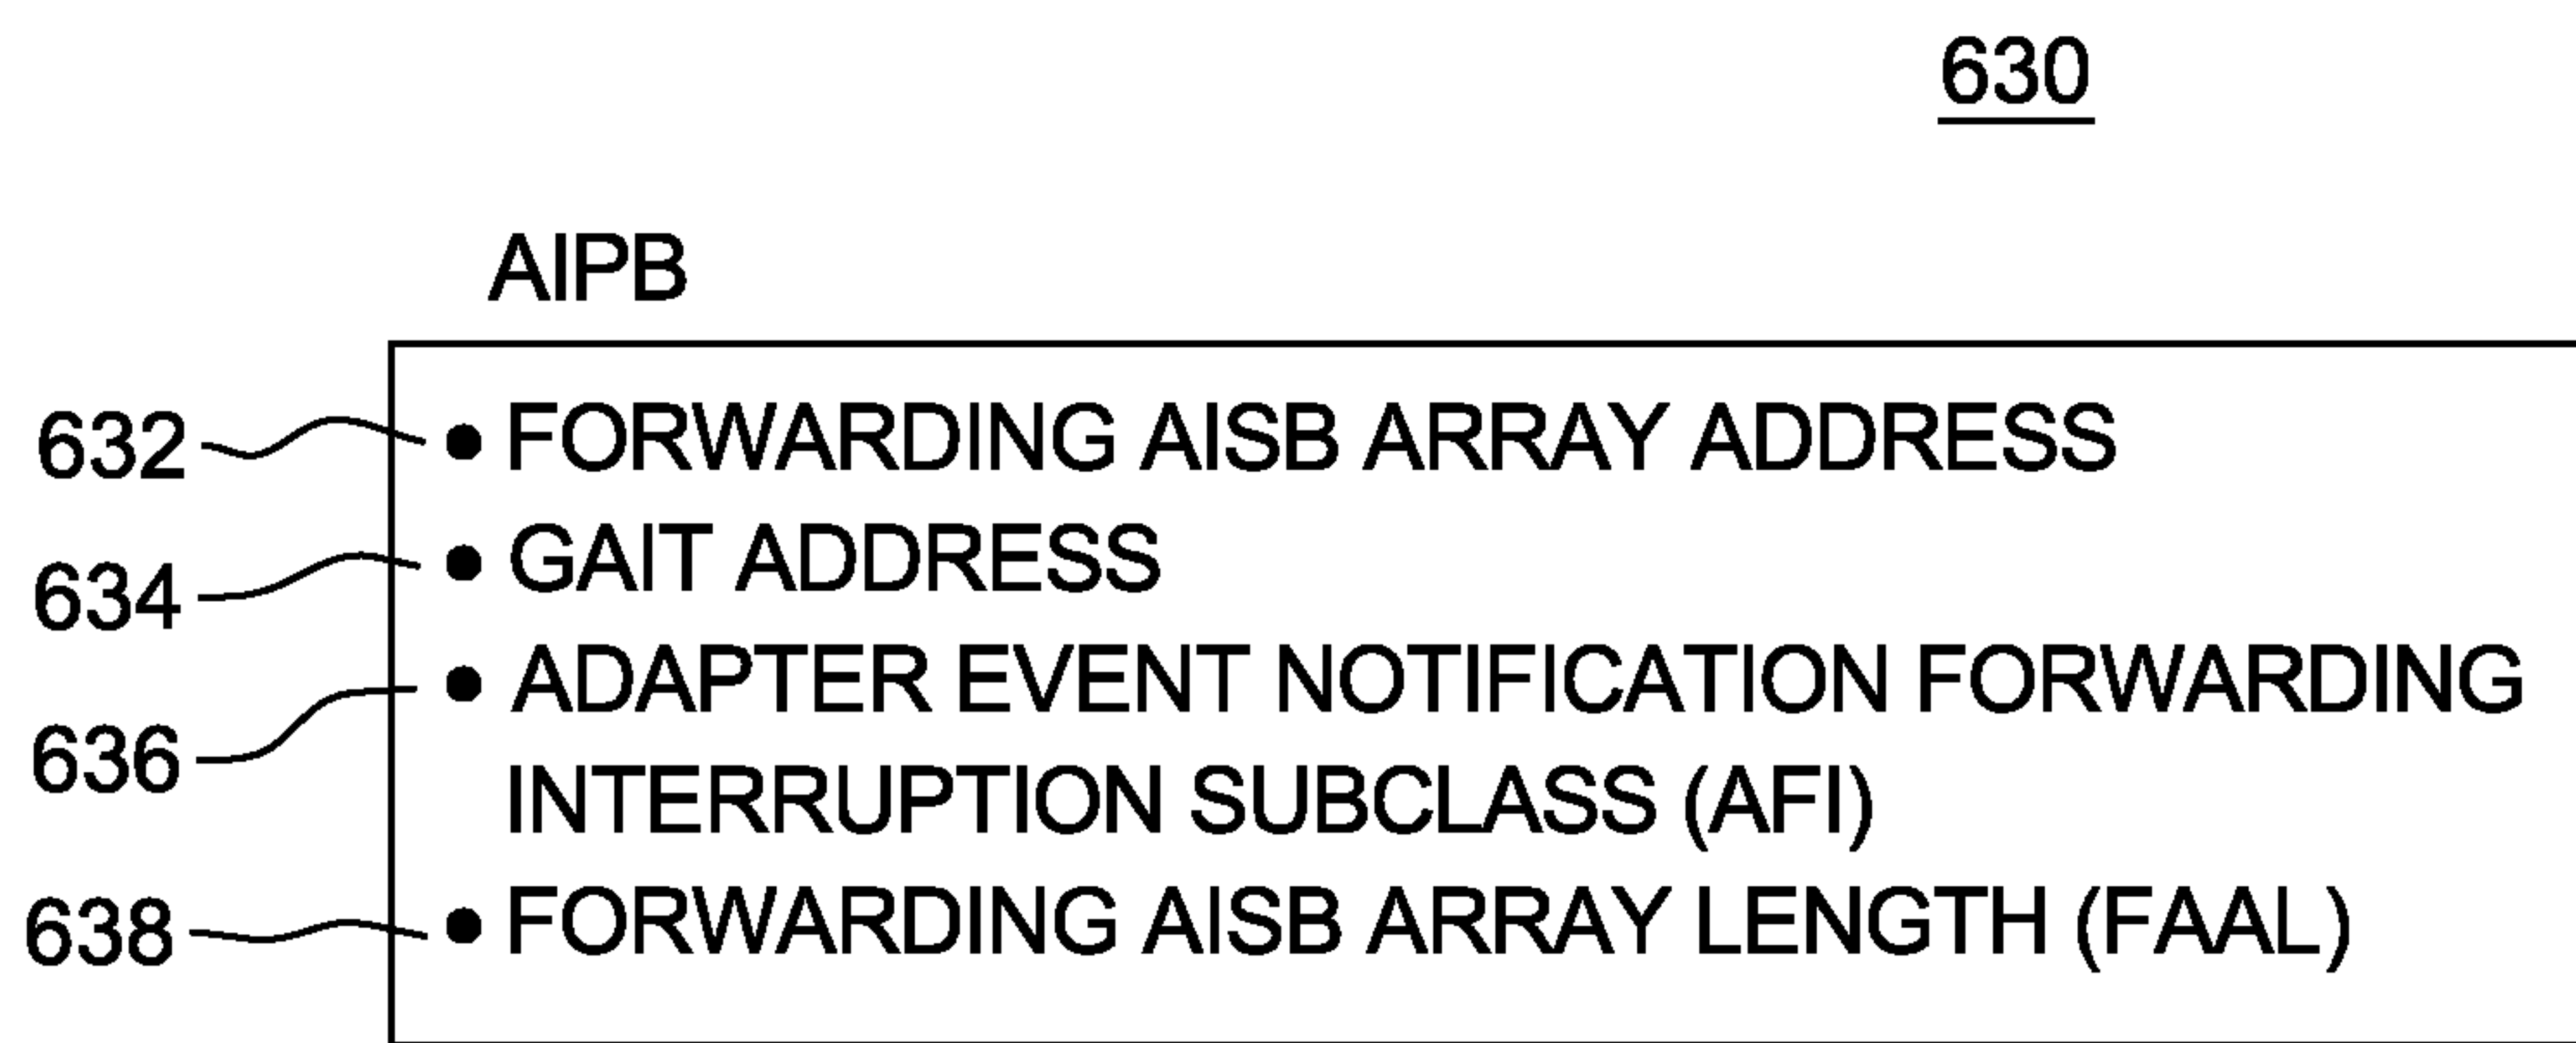 630
AIPB
632 • FORWARDING AISB ARRAY ADDRESS
634 • GAIT ADDRESS
636 • ADAPTER EVENT NOTIFICATION FORWARDING
INTERRUPTION SUBCLASS (AFI)
638 • FORWARDING AISB ARRAY LENGTH (FAAL)